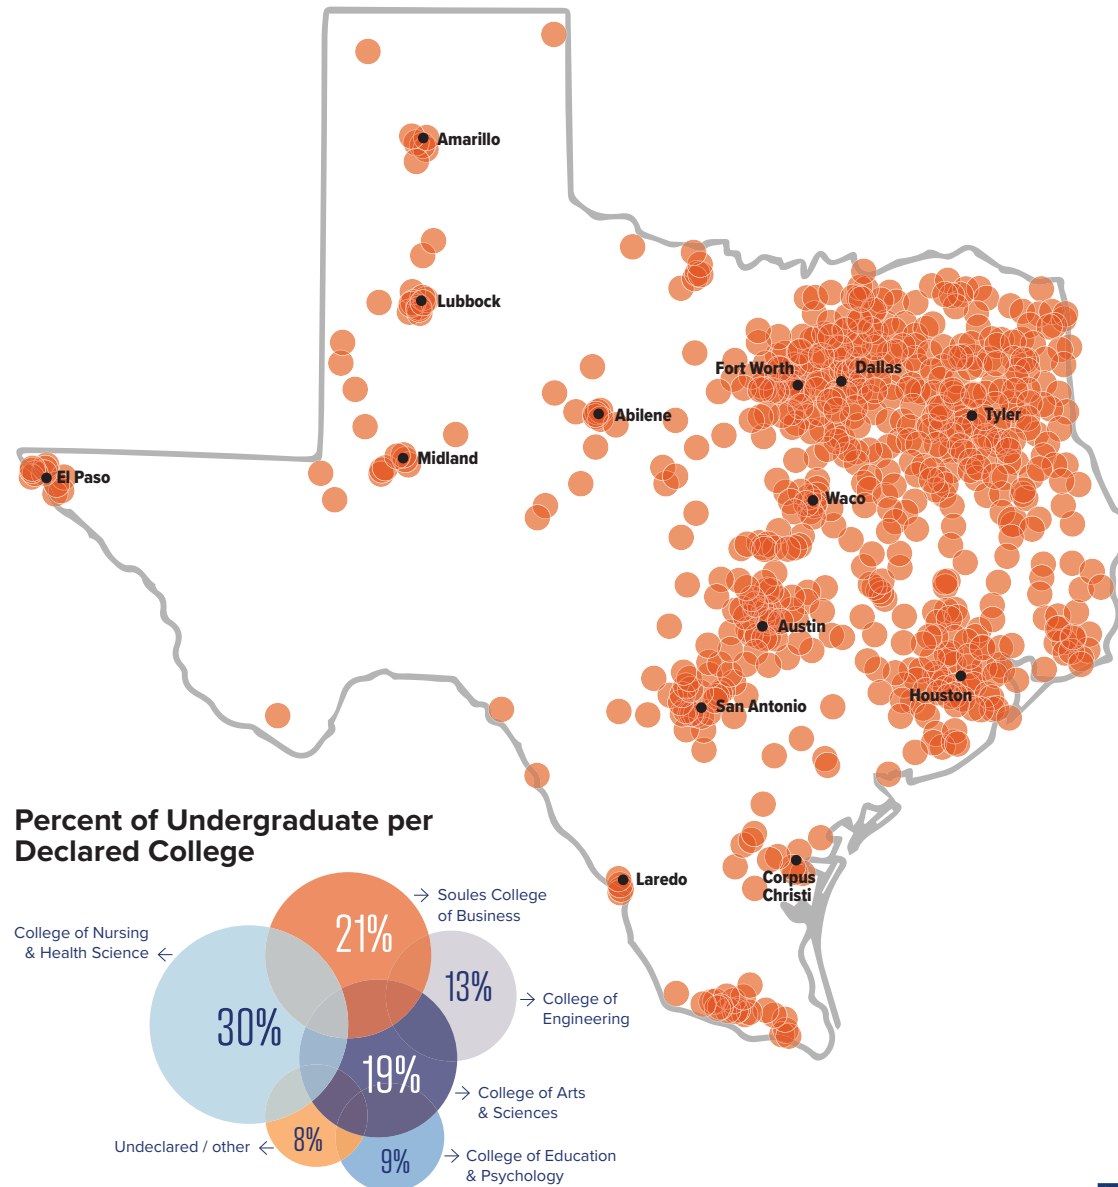 Amarillo
Lubbock
Fort Worth
Dallas
Abilene
Tyler
Midland
El Paso
Waco
Austin
Houston
San Antonio
Laredo
Corpus
Christi
Percent of Undergraduate per
Declared College
Soules College
of Business
21%
College of Nursing
& Health Science
30%
13%
College of
Engineering
19%
College of Arts
& Sciences
Undeclared / other
8%
9%
College of Education
& Psychology